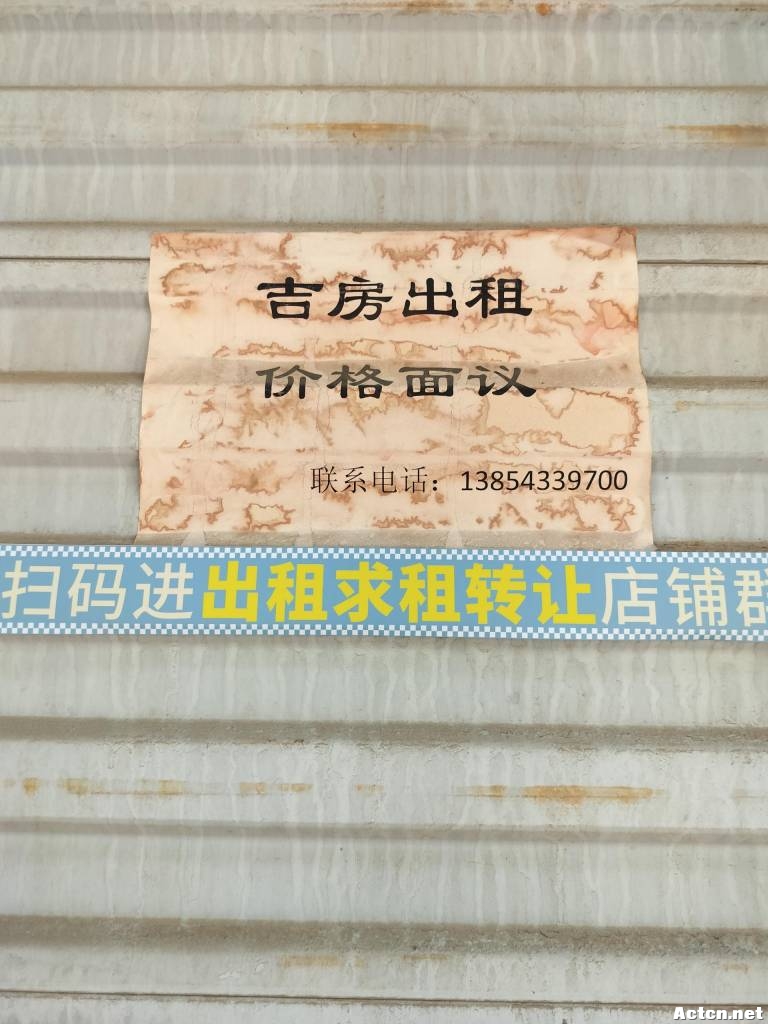 吉房出租
价格面议
联系电话：13854339700
扫码进出租求租转让店铺群
Actcn.net